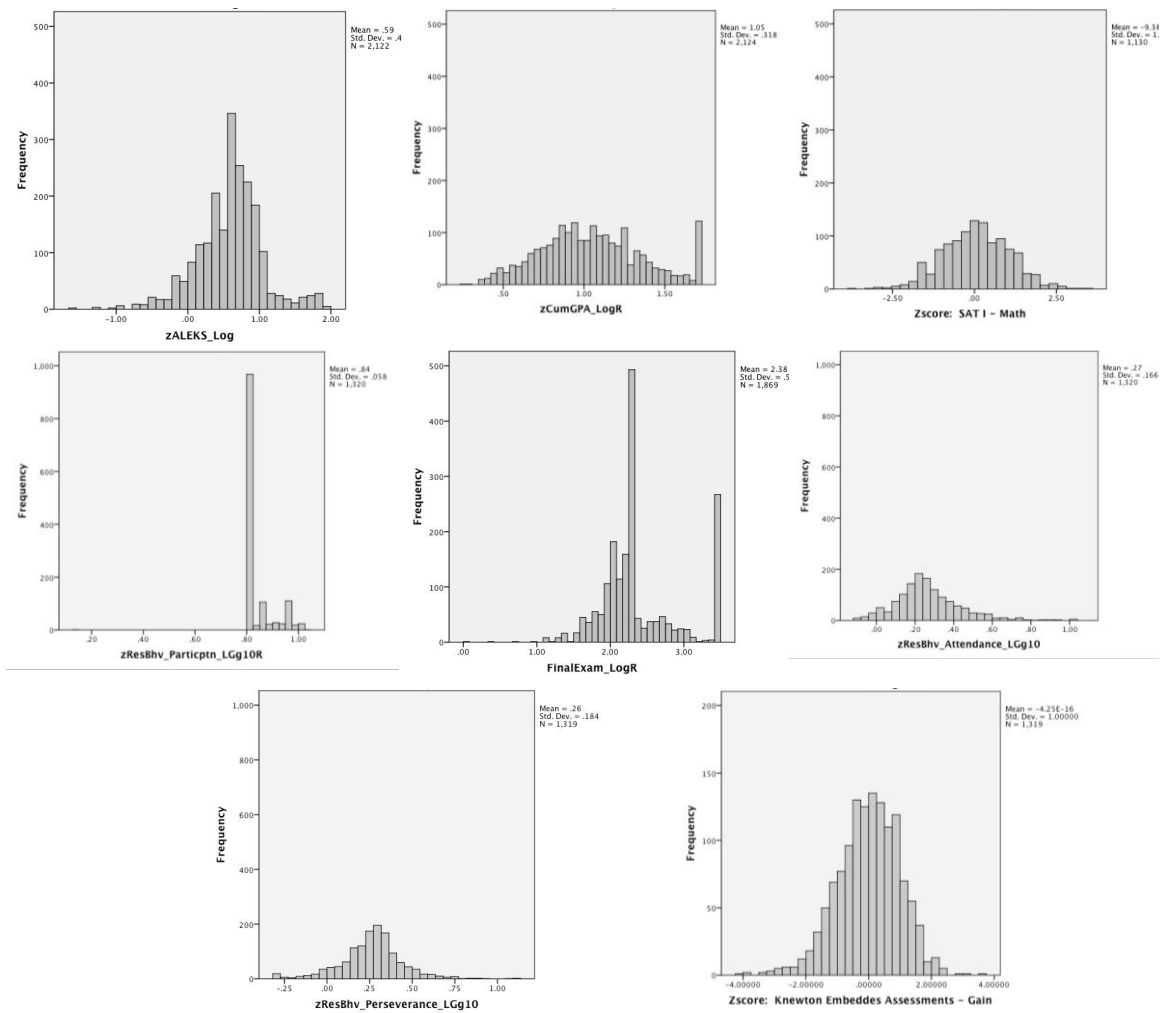 Mean = .59
Std. Dev. = .4
N = 2,122
500
400
300
200
100
0
Frequency
-1.00
.00
1.00
2.00
zALEKS_Log
Mean = 1.05
Std. Dev. = .318
N = 2,124
500
400
300
200
100
0
Frequency
.50
1.00
1.50
zCumGPA_LogR
Mean = -9.38
Std. Dev. = 1.
N = 1,130
500
400
300
200
100
0
Frequency
-2.50
.00
2.50
Zscore: SAT I - Math
Mean = .84
Std. Dev. = .058
N = 1,320
1,000
800
600
400
200
0
Frequency
.20
.40
.60
.80
1.00
zResBhv_Particptn_LGg10R
Mean = 2.38
Std. Dev. = .5
N = 1,869
500
400
300
200
100
0
Frequency
.00
1.00
2.00
3.00
FinalExam_LogR
Mean = .27
Std. Dev. = .166
N = 1,320
1,000
800
600
400
200
0
Frequency
.00
.20
.40
.60
.80
1.00
zResBhv_Attendance_LGg10
Mean = .26
Std. Dev. = .184
N = 1,319
1,000
800
600
400
200
0
Frequency
-.25
.00
.25
.50
.75
1.00
zResBhv_Perseverance_LGg10
Mean = -4.25E-16
Std. Dev. = 1.00000
N = 1,319
200
150
100
50
0
Frequency
-4.00000
-2.00000
.00000
2.00000
4.00000
Zscore: Knewton Embeddes Assessments - Gain